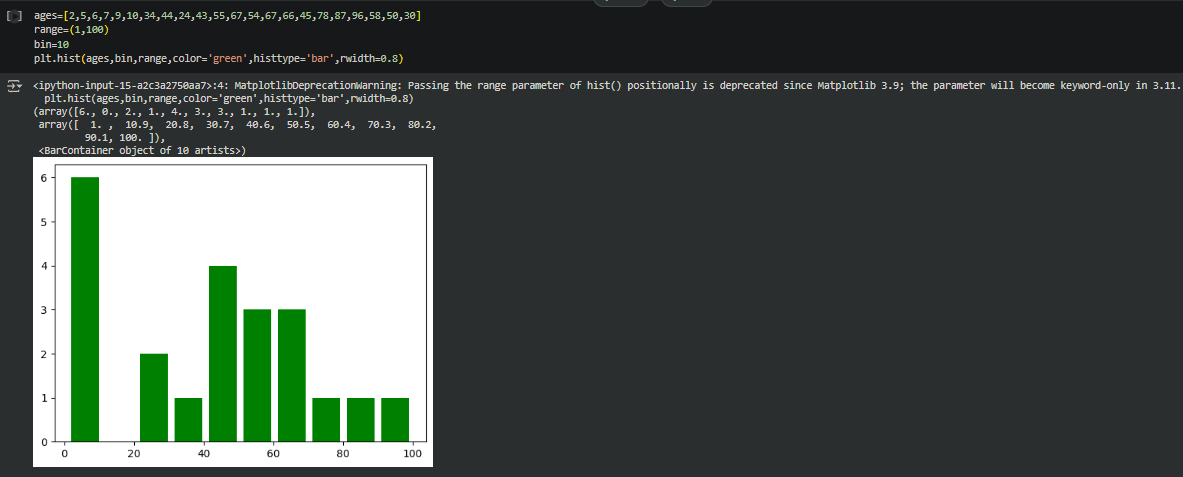 ages=[2,5,6,7,9,10,34,44,24,43,55,67,54,67,66,45,78,87,96,58,50,30]
range=(1,100)
bin=10
plt.hist(ages,bin,range,color='green',histtype='bar',rwidth=0.8)
<ipython-input-15-a2c3a2750aa7>:4: MatplotlibDeprecationWarning: Passing the range parameter of hist() positionally is deprecated since Matplotlib 3.9; the parameter will become keyword-only in 3.11.
plt.hist(ages,bin,range,color='green',histtype='bar',rwidth=0.8)
(array([6., 0., 2., 1., 4., 3., 3., 1., 1., 1.]),
array([ 1. , 10.9, 20.8, 30.7, 40.6, 50.5, 60.4, 70.3, 80.2,
90.1, 100. ]),
<BarContainer object of 10 artists>)
6
5
4
3
2
1
0
0 20 40 60 80 100